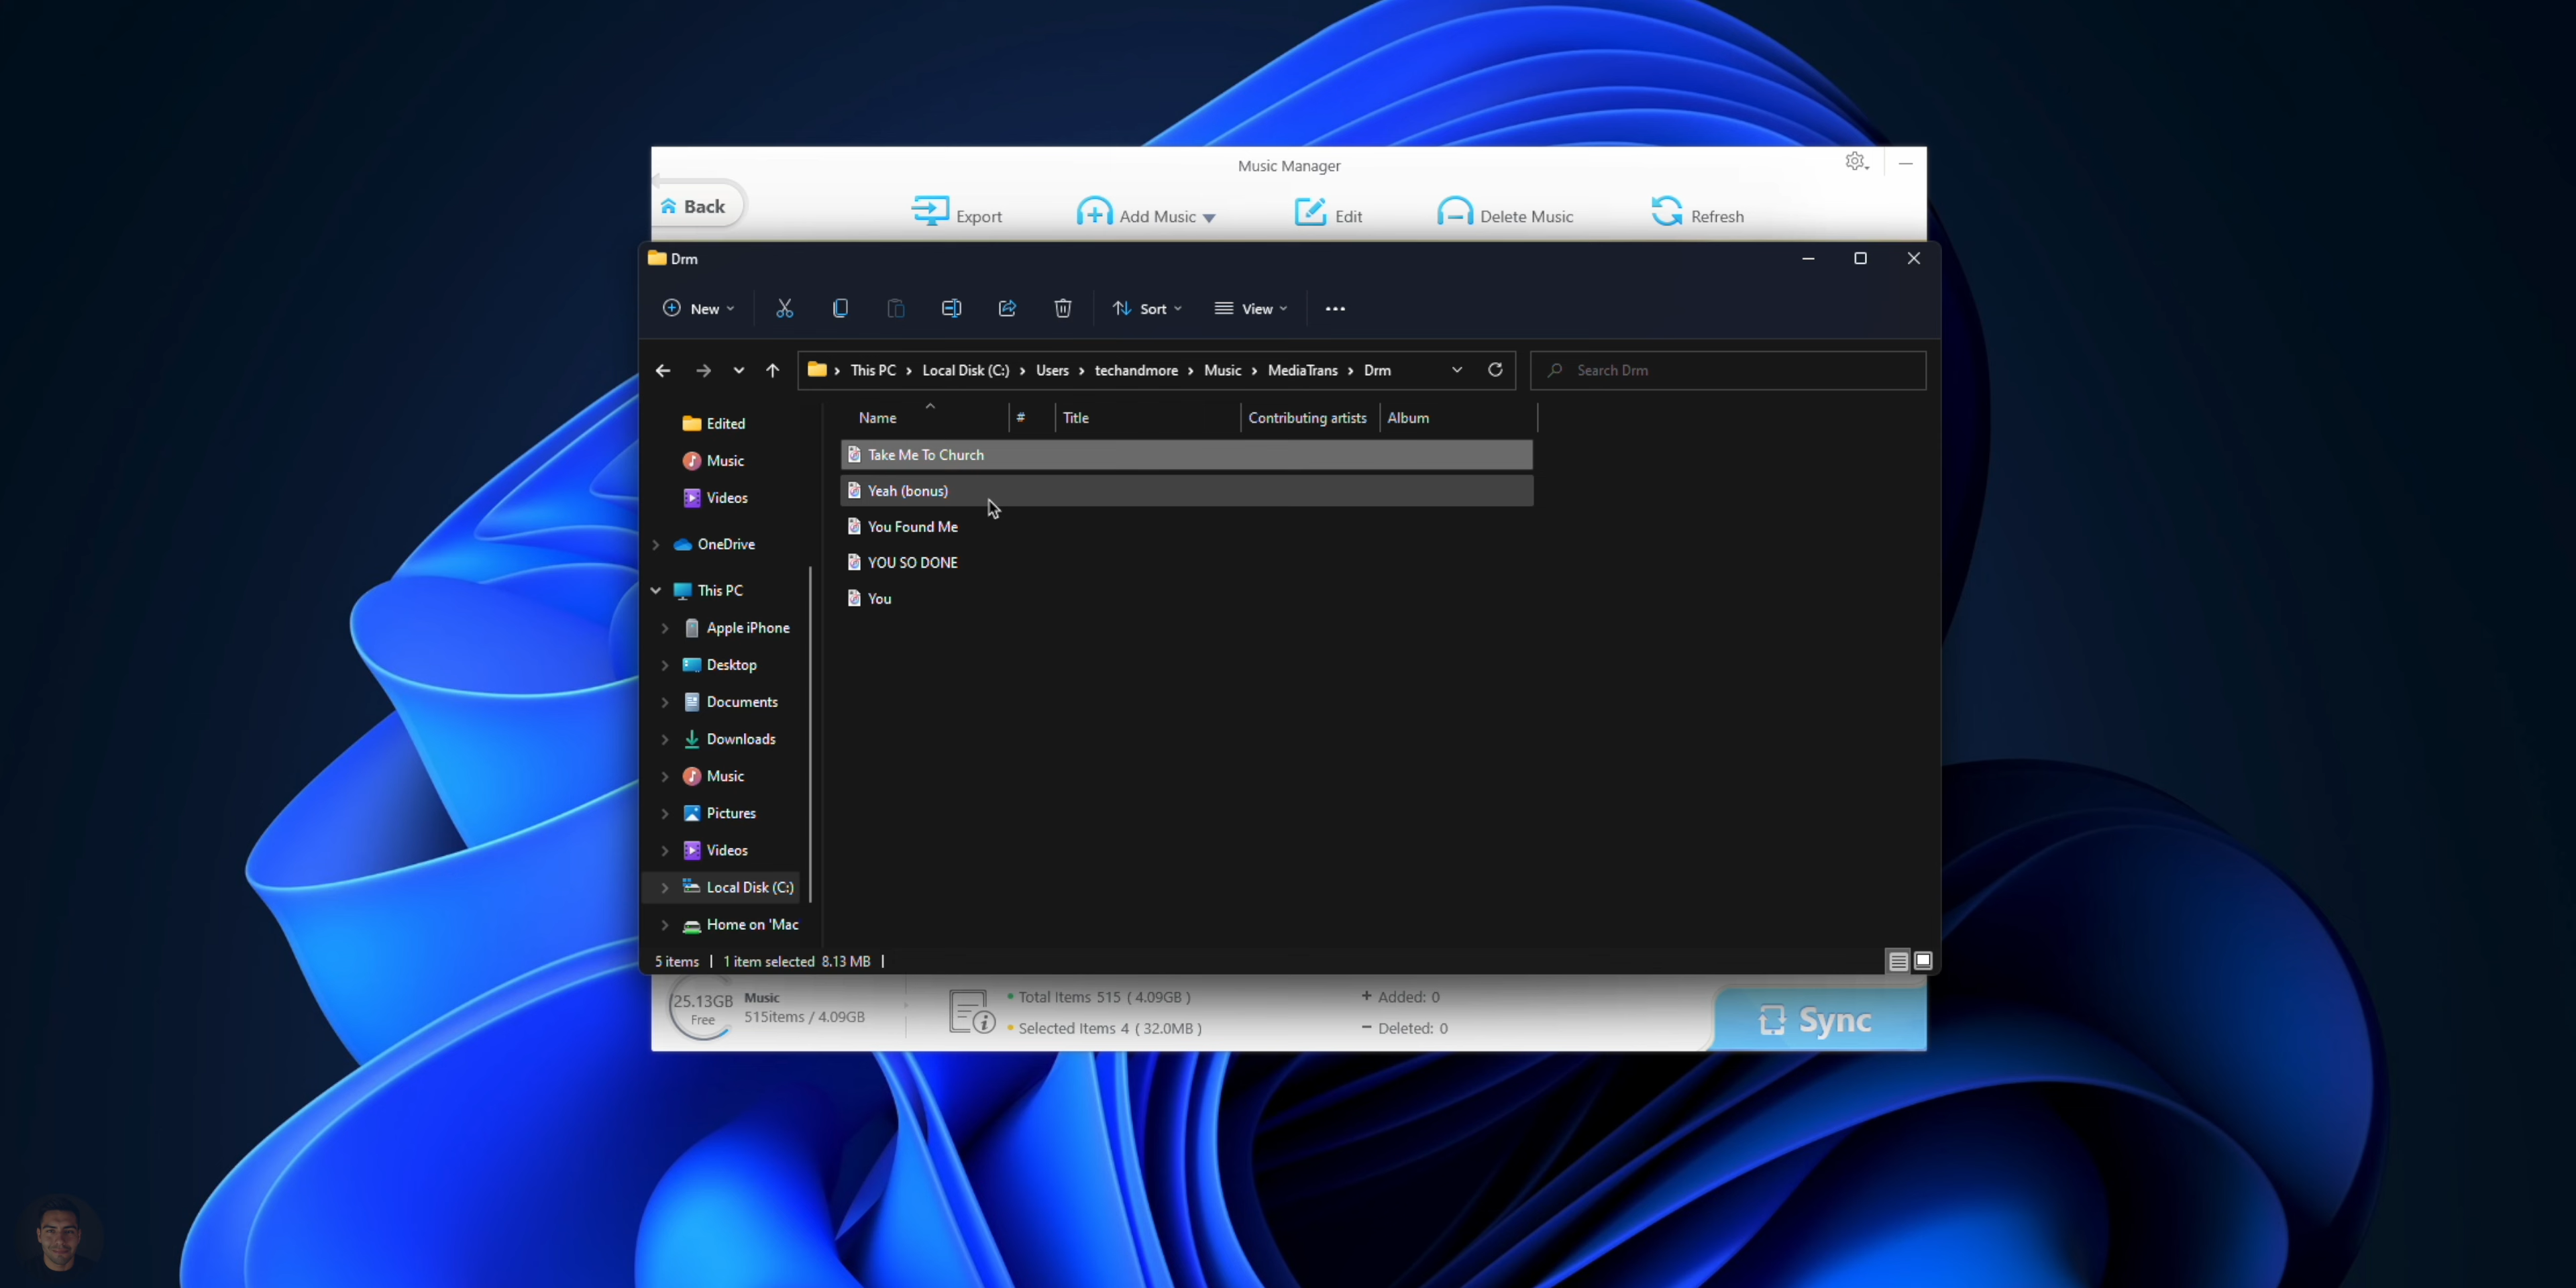 Music Manager
Back
Export
Add Music
Edit
Delete Music
Refresh
Drm
New
Sort
View
This PC
Local Disk (C:)
Users
techandmore
Music
MediaTrans
Drm
Search Drm
Name
#
Title
Contributing artists
Album
Edited
Music
Videos
OneDrive
This PC
Apple iPhone
Desktop
Documents
Downloads
Music
Pictures
Videos
Local Disk (C:)
Home on 'Mac
Take Me To Church
Yeah (bonus)
You Found Me
YOU SO DONE
You
5 items | 1 item selected 8.13 MB |
25.13GB
Free
Music
515items / 4.09GB
Total Items 515 ( 4.09GB )
Selected Items 4 ( 32.0MB )
+ Added: 0
− Deleted: 0
Sync